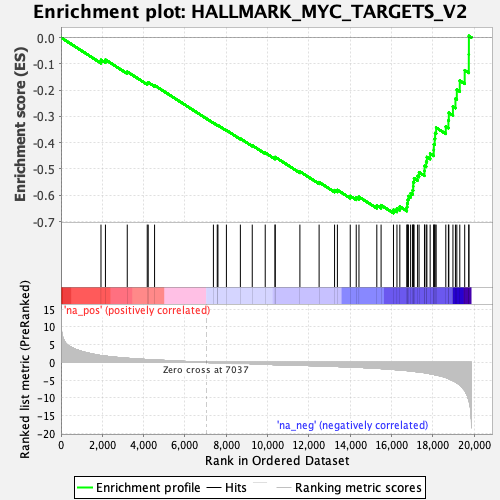 Enrichment plot: HALLMARK_MYC_TARGETS_V2
Enrichment score (ES)
0.0
-0.1
-0.2
-0.3
-0.4
-0.5
-0.6
-0.7
'na_pos' (positively correlated)
Ranked list metric (PreRanked)
15
10
5
0
-5
-10
-15
-20
Zero cross at 7037
'na_neg' (negatively correlated)
0
2,000
4,000
6,000
8,000
10,000
12,000
14,000
16,000
18,000
20,000
Rank in Ordered Dataset
Enrichment profile
Hits
Ranking metric scores